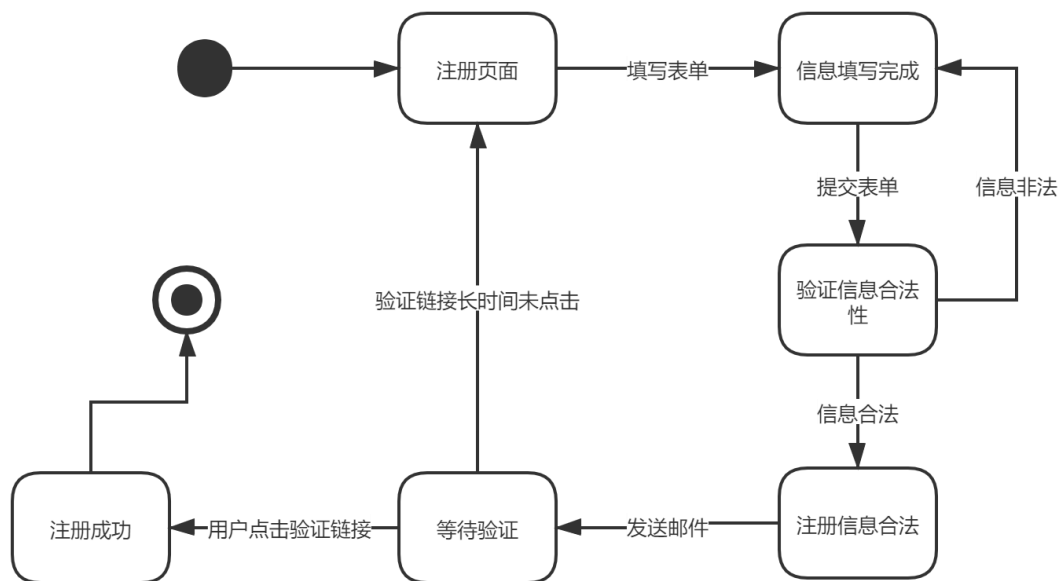 注册页面
填写表单
信息填写完成
提交表单
信息非法
验证信息合法
性
验证链接长时间未点击
信息合法
注册成功
用户点击验证链接
等待验证
发送邮件
注册信息合法